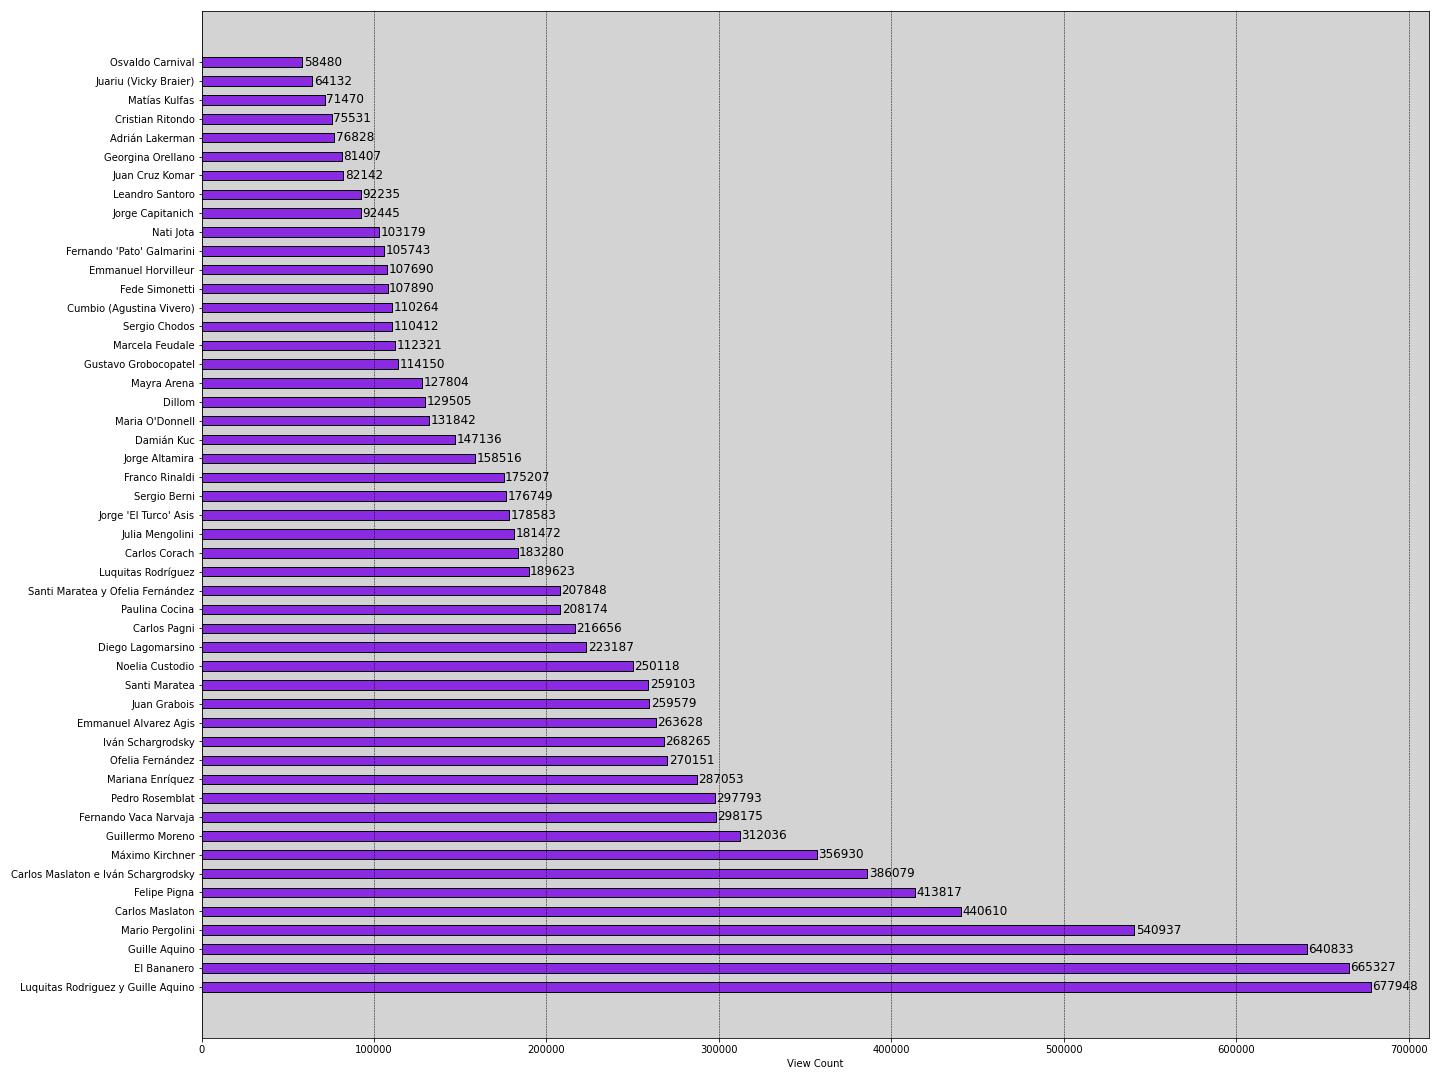 Osvaldo Carnival 58480
Juariu (Vicky Braier) 64132
Matías Kulfas 71470
Cristian Ritondo 75531
Adrián Lakerman 76828
Georgina Orellano 81407
Juan Cruz Komar 82142
Leandro Santoro 92235
Jorge Capitanich 92445
Nati Jota 103179
Fernando 'Pato' Galmarini 105743
Emmanuel Horvilleur 107690
Fede Simonetti 107890
Cumbio (Agustina Vivero) 110264
Sergio Chodos 110412
Marcela Feudale 112321
Gustavo Grobocopatel 114150
Mayra Arena 127804
Dillom 129505
Maria O'Donnell 131842
Damián Kuc 147136
Jorge Altamira 158516
Franco Rinaldi 175207
Sergio Berni 176749
Jorge 'El Turco' Asis 178583
Julia Mengolini 181472
Carlos Corach 183280
Luquitas Rodríguez 189623
Santi Maratea y Ofelia Fernández 207848
Paulina Cocina 208174
Carlos Pagni 216656
Diego Lagomarsino 223187
Noelia Custodio 250118
Santi Maratea 259103
Juan Grabois 259579
Emmanuel Alvarez Agis 263628
Iván Schargrodsky 268265
Ofelia Fernández 270151
Mariana Enríquez 287053
Pedro Rosemblat 297793
Fernando Vaca Narvaja 298175
Guillermo Moreno 312036
Máximo Kirchner 356930
Carlos Maslaton e Iván Schargrodsky 386079
Felipe Pigna 413817
Carlos Maslaton 440610
Mario Pergolini 540937
Guille Aquino 640833
El Bananero 665327
Luquitas Rodriguez y Guille Aquino 677948
0 100000 200000 300000 400000 500000 600000 700000
View Count